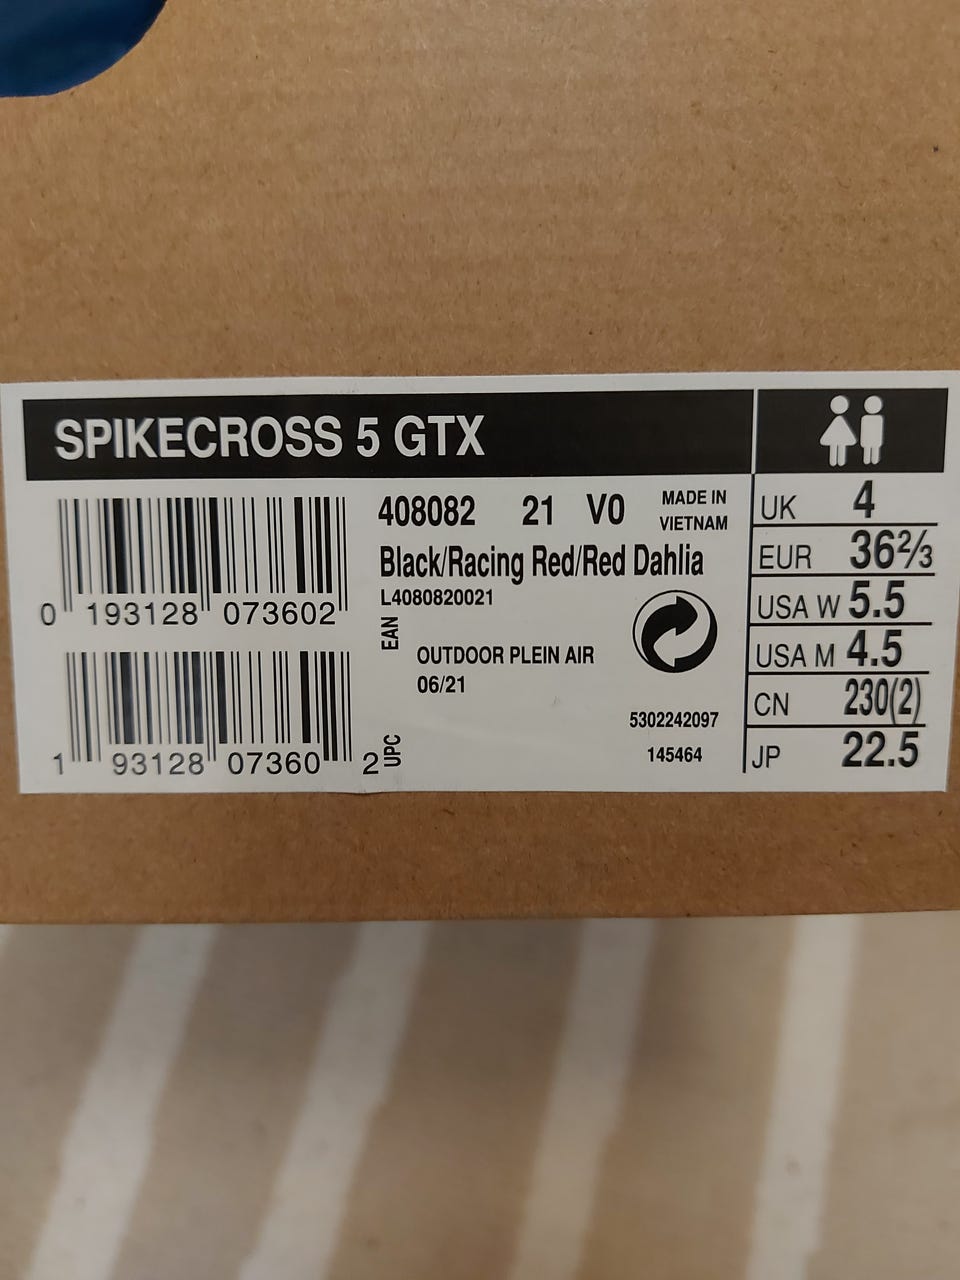 SPIKECROSS 5 GTX
0 193128 073602
1 93128 07360 2
408082 21 V0
MADE IN
VIETNAM
Black/Racing Red/Red Dahlia
L4080820021
EAN
OUTDOOR PLEIN AIR
06/21
UPC
5302242097
145464
UK 4
EUR 36⅔
USA W 5.5
USA M 4.5
CN 230(2)
JP 22.5